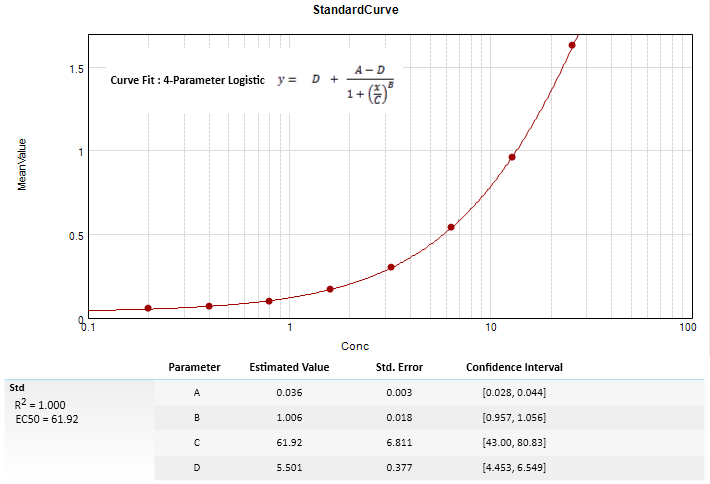 StandardCurve
Curve Fit : 4-Parameter Logistic y = D + A − D / 1 + (x/C)^B
1.5
1
0.5
0
MeanValue
0.1 1 10 100
Conc
Parameter Estimated Value Std. Error Confidence Interval
Std
R² = 1.000
EC50 = 61.92
A 0.036 0.003 [0.028, 0.044]
B 1.006 0.018 [0.957, 1.056]
C 61.92 6.811 [43.00, 80.83]
D 5.501 0.377 [4.453, 6.549]